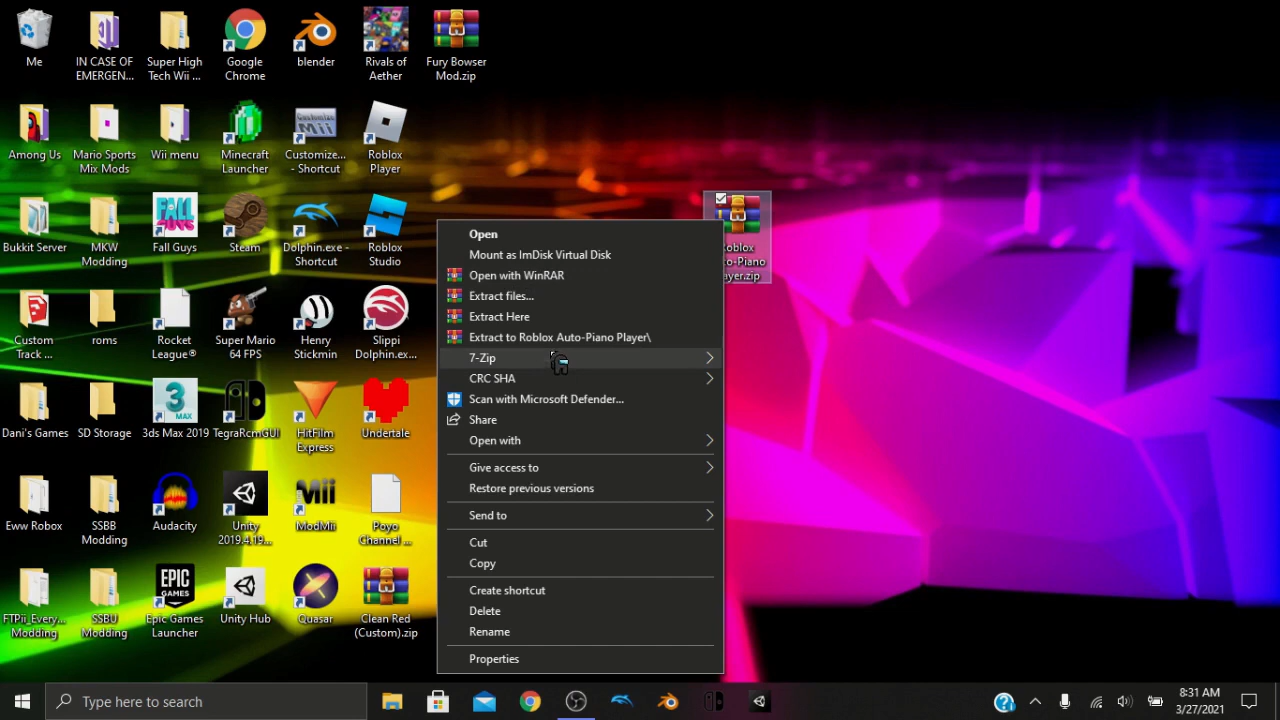 Me
IN CASE OF
EMERGEN...
Super High
Tech Wii ...
Google
Chrome
blender
Rivals of
Aether
Fury Bowser
Mod.zip
Among Us
Mario Sports
Mix Mods
Wii menu
Minecraft
Launcher
Customize...
- Shortcut
Roblox
Player
Bukkit Server
MKW
Modding
FALL
GUYS
Fall Guys
Steam
Dolphin.exe -
Shortcut
Roblox
Studio
Custom
Track ...
roms
Rocket
League®
Super Mario
64 FPS
Henry
Stickmin
Slippi
Dolphin.ex...
Dani's Games
SD Storage
3
MAX
3ds Max 2019
TegraRcmGUI
HitFilm
Express
Undertale
Eww Robox
SSBB
Modding
Audacity
Unity
2019.4.19...
Mii
ModMii
Poyo
Channel ...
FTPii_Every...
Modding
SSBU
Modding
EPIC
GAMES
Epic Games
Launcher
Unity Hub
Quasar
Clean Red
(Custom).zip
Open
Mount as ImDisk Virtual Disk
Open with WinRAR
Extract files...
Extract Here
Extract to Roblox Auto-Piano Player\
7-Zip
CRC SHA
Scan with Microsoft Defender...
Share
Open with
Give access to
Restore previous versions
Send to
Cut
Copy
Create shortcut
Delete
Rename
Properties
Type here to search
8:31 AM
3/27/2021